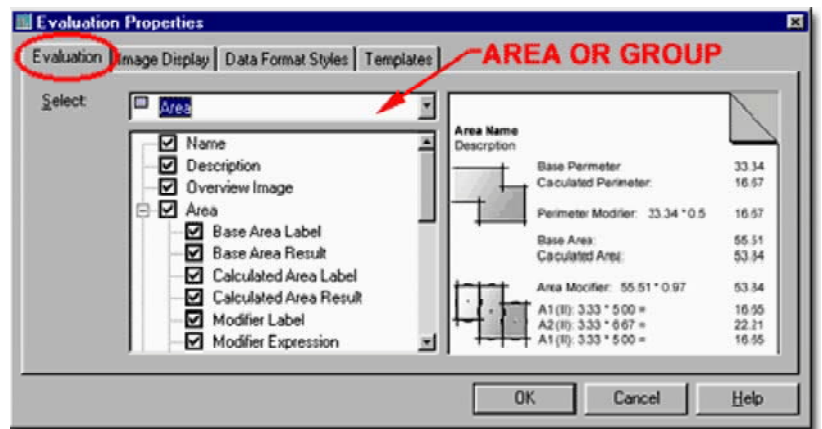 Evaluation Properties
Evaluation
Image Display
Data Format Styles
Templates
AREA OR GROUP
Select:
Area
Name
Description
Overview Image
Area
Base Area Label
Base Area Result
Calculated Area Label
Calculated Area Result
Modifier Label
Modifier Expression
Area Name
Description
Base Perimeter 33.34
Caculated Perimeter: 16.67
Perimeter Modrier: 33.34 * 0.5 16.67
Base Area: 55.51
Caculated Area: 53.84
Area Mocifier: 55.51 * 0.97 53.84
A1 (II): 3.33 * 5.00 = 16.65
A2 (II): 3.33 * 6.67 = 22.21
A1 (II): 3.33 * 5.00 = 16.65
OK
Cancel
Help